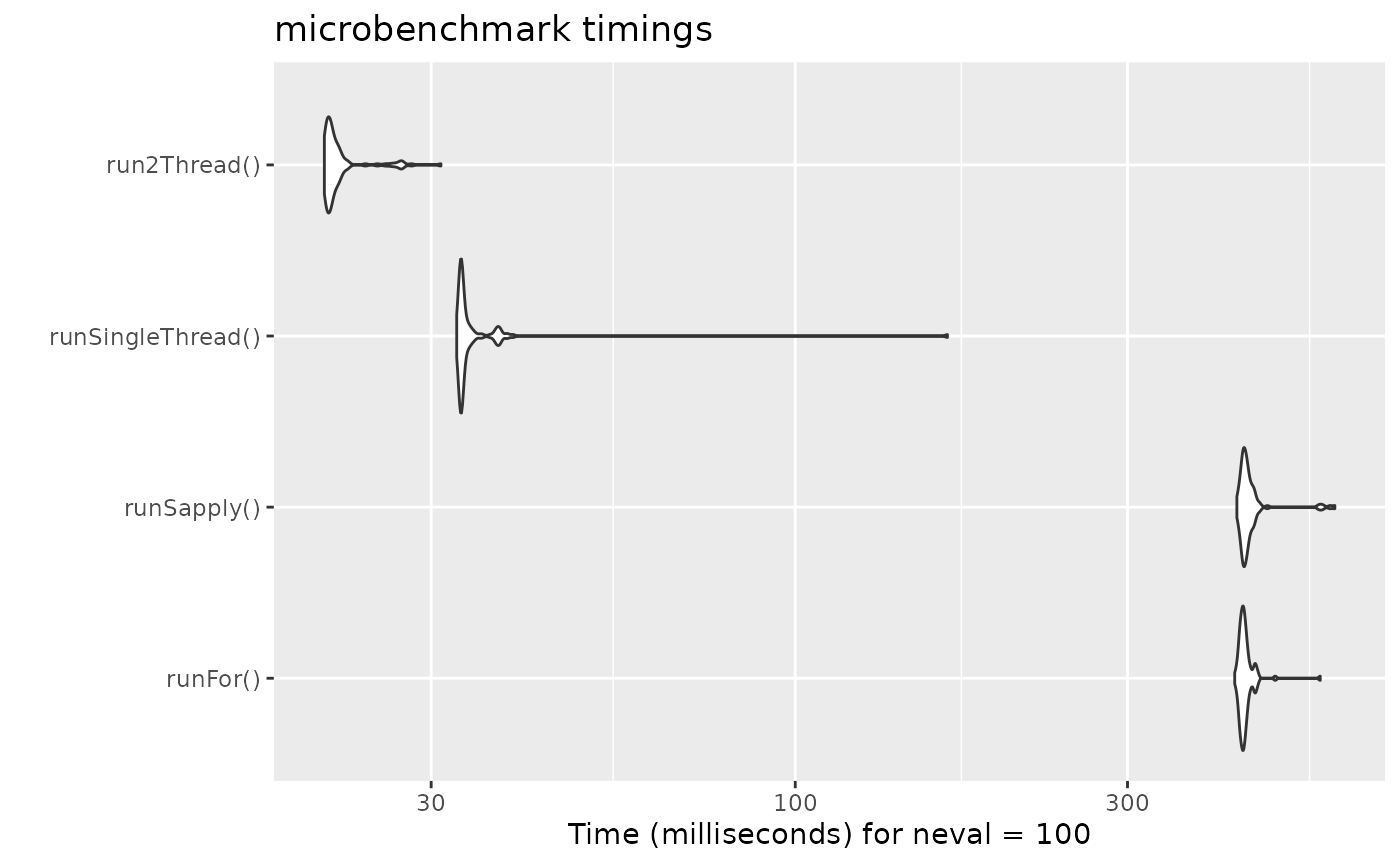 microbenchmark timings
run2Thread()
runSingleThread()
runSapply()
runFor()
30
100
300
Time (milliseconds) for neval = 100